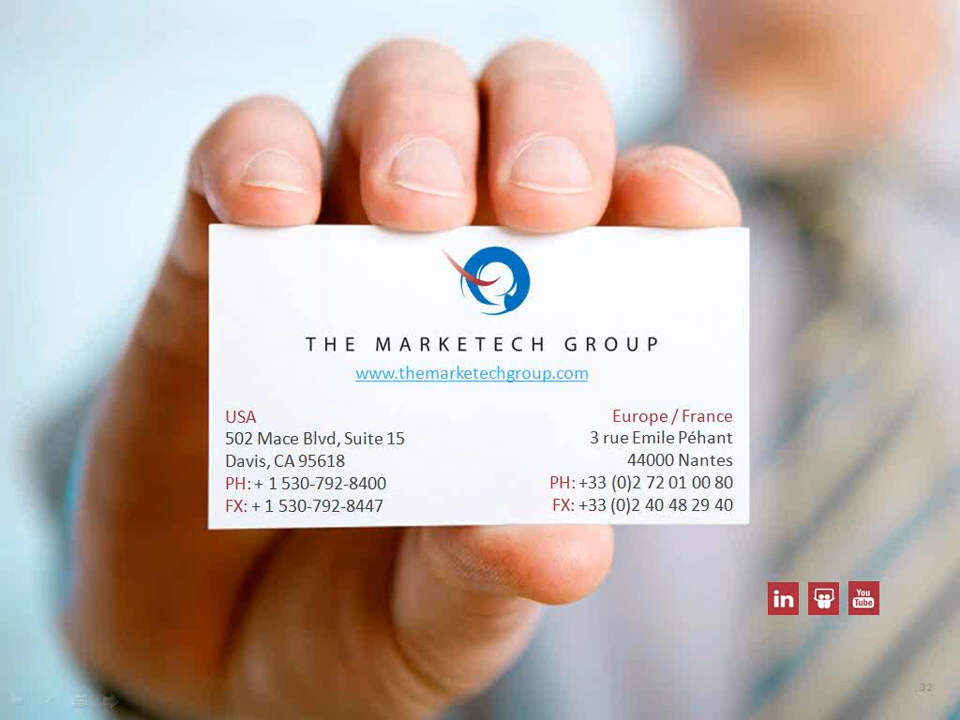 THE MARKETECH GROUP
www.themarketechgroup.com
USA
502 Mace Blvd, Suite 15
Davis, CA 95618
PH: + 1 530-792-8400
FX: + 1 530-792-8447
Europe / France
3 rue Emile Péhant
44000 Nantes
PH: +33 (0)2 72 01 00 80
FX: +33 (0)2 40 48 29 40
in
You
Tube
32